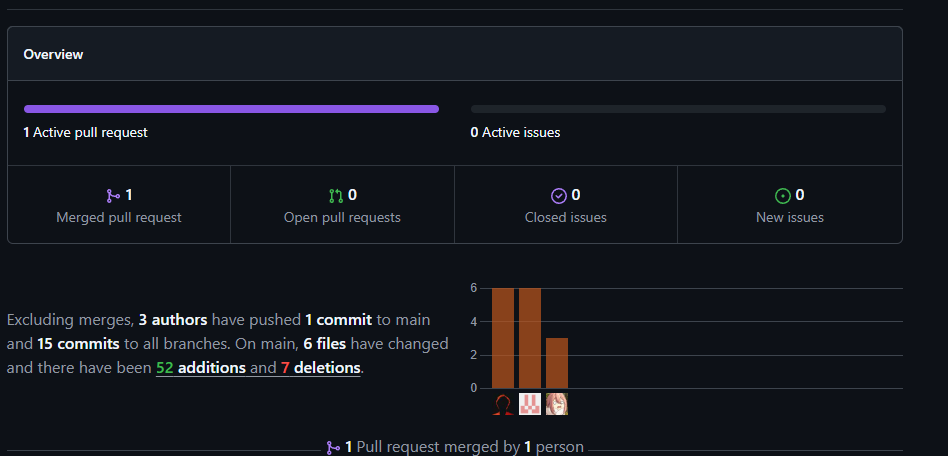 Overview
1 Active pull request
0 Active issues
1
Merged pull request
0
Open pull requests
0
Closed issues
0
New issues
Excluding merges, 3 authors have pushed 1 commit to main
and 15 commits to all branches. On main, 6 files have changed
and there have been 52 additions and 7 deletions.
6
4
2
0
1 Pull request merged by 1 person